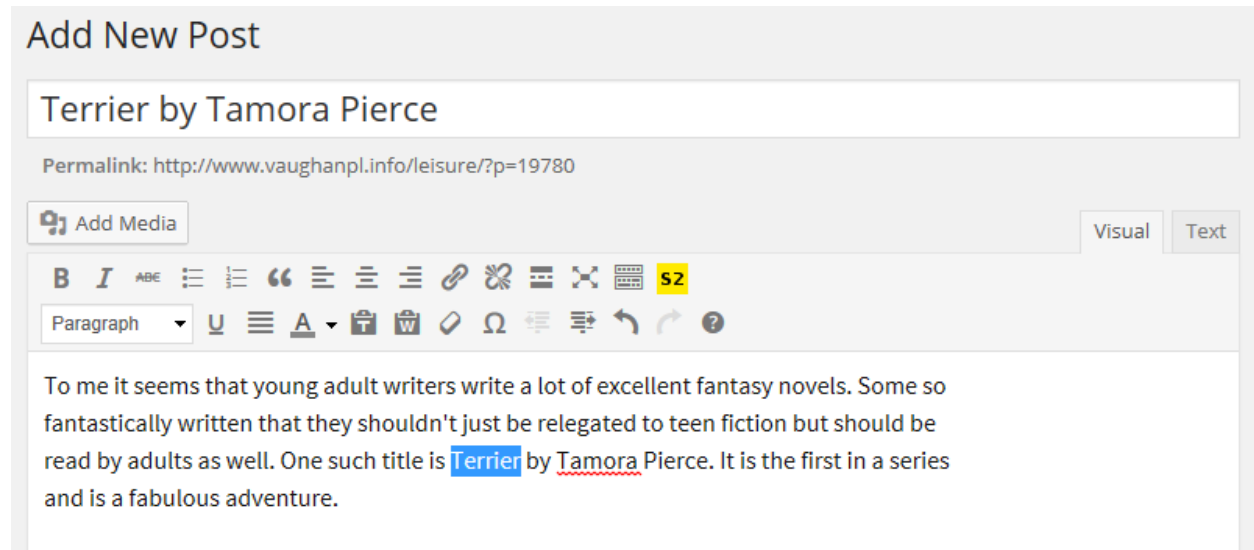 Add New Post
Terrier by Tamora Pierce
Permalink: http://www.vaughanpl.info/leisure/?p=19780
Add Media
Visual Text
B I ABE S2
Paragraph U A T W Ω ?
To me it seems that young adult writers write a lot of excellent fantasy novels. Some so
fantastically written that they shouldn't just be relegated to teen fiction but should be
read by adults as well. One such title is Terrier by Tamora Pierce. It is the first in a series
and is a fabulous adventure.